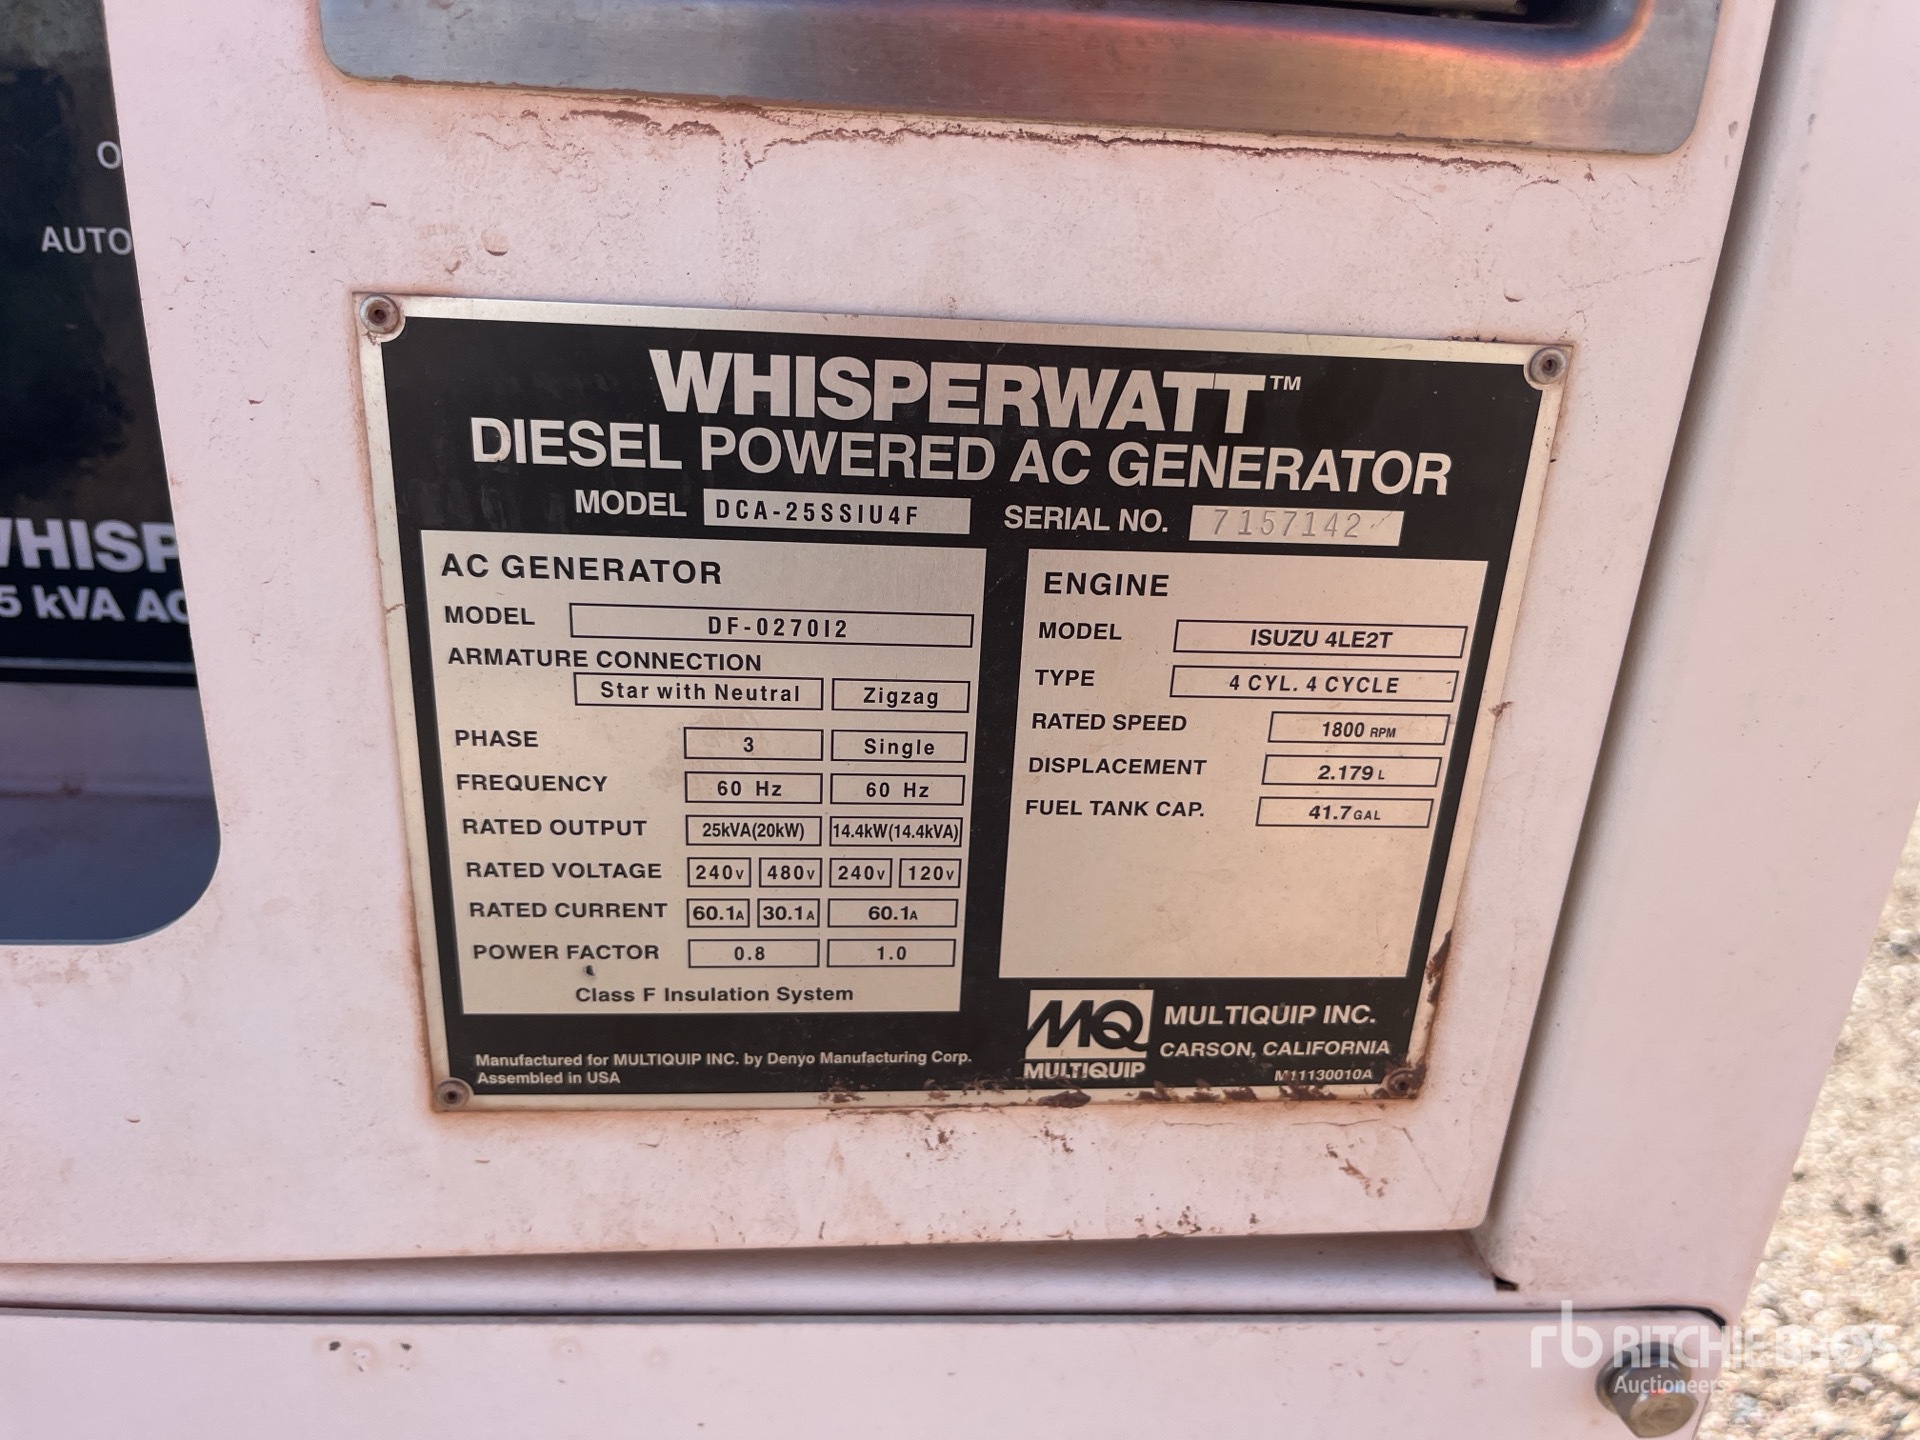 O
AUTO
WHISP
5 kVA AC
WHISPERWATT™
DIESEL POWERED AC GENERATOR
MODEL DCA-25SSIU4F SERIAL NO. 7157142
AC GENERATOR
MODEL DF-0270I2
ARMATURE CONNECTION
Star with Neutral Zigzag
PHASE 3 Single
FREQUENCY 60 Hz 60 Hz
RATED OUTPUT 25kVA(20kW) 14.4kW(14.4kVA)
RATED VOLTAGE 240V 480V 240V 120V
RATED CURRENT 60.1A 30.1A 60.1A
POWER FACTOR 0.8 1.0
Class F Insulation System
ENGINE
MODEL ISUZU 4LE2T
TYPE 4 CYL. 4 CYCLE
RATED SPEED 1800 RPM
DISPLACEMENT 2.179 L
FUEL TANK CAP. 41.7 GAL
Manufactured for MULTIQUIP INC. by Denyo Manufacturing Corp.
Assembled in USA
MQ
MULTIQUIP
MULTIQUIP INC.
CARSON, CALIFORNIA
M11130010A
rb RITCHIE BROS
Auctioneers